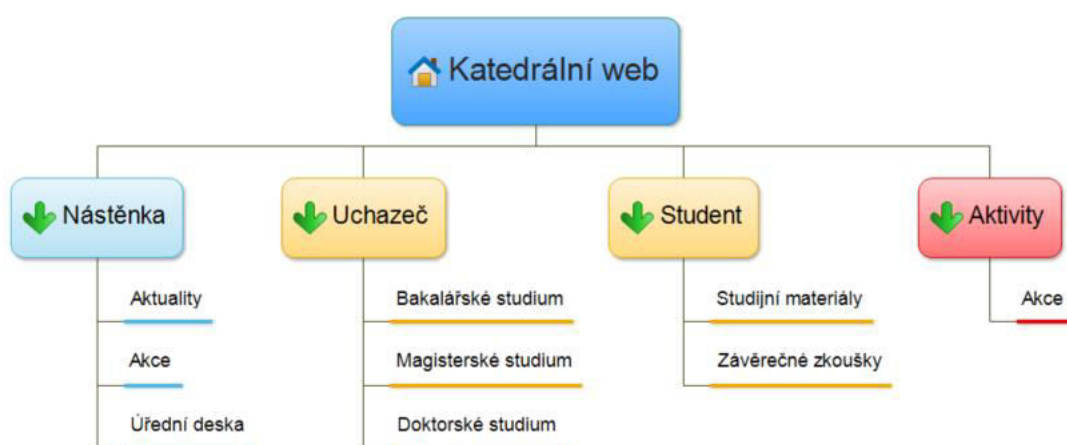 Katedrální web
Nástěnka
Uchazeč
Student
Aktivity
Aktuality
Bakalářské studium
Studijní materiály
Akce
Akce
Magisterské studium
Závěrečné zkoušky
Úřední deska
Doktorské studium